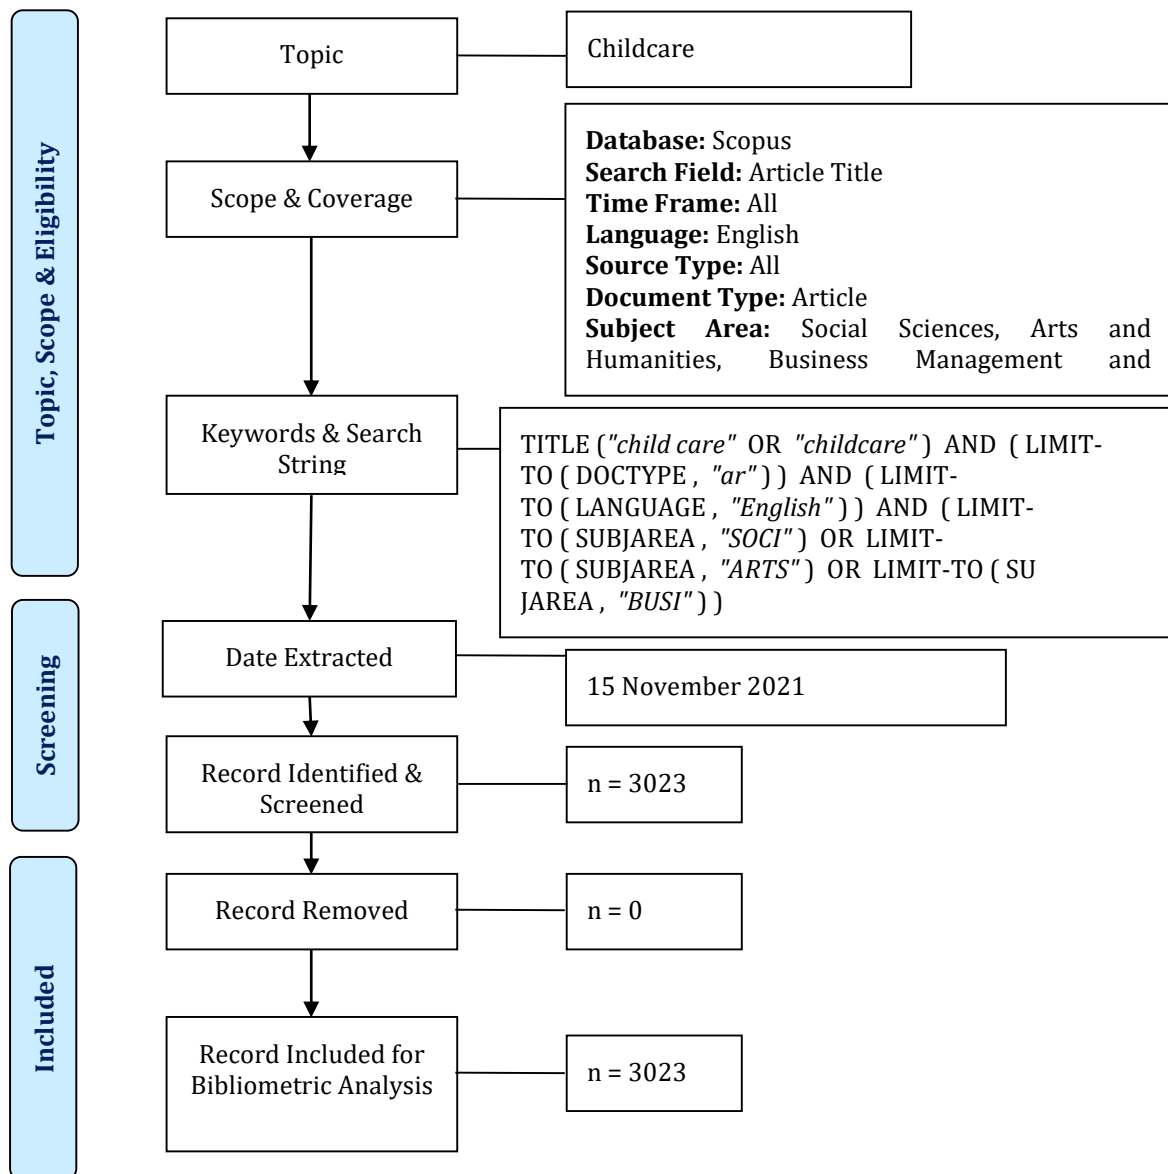 Topic, Scope & Eligibility
Topic
Childcare
Scope & Coverage
Database: Scopus
Search Field: Article Title
Time Frame: All
Language: English
Source Type: All
Document Type: Article
Subject Area: Social Sciences, Arts and
Humanities, Business Management and
Keywords & Search
String
TITLE ("child care" OR "childcare") AND ( LIMIT-
TO ( DOCTYPE , "ar" ) ) AND ( LIMIT-
TO ( LANGUAGE , "English" ) ) AND ( LIMIT-
TO ( SUBJAREA , "SOCI" ) OR LIMIT-
TO ( SUBJAREA , "ARTS" ) OR LIMIT-TO ( SU
JAREA , "BUSI" ) )
Screening
Date Extracted
15 November 2021
Record Identified &
Screened
n = 3023
Included
Record Removed
n = 0
Record Included for
Bibliometric Analysis
n = 3023